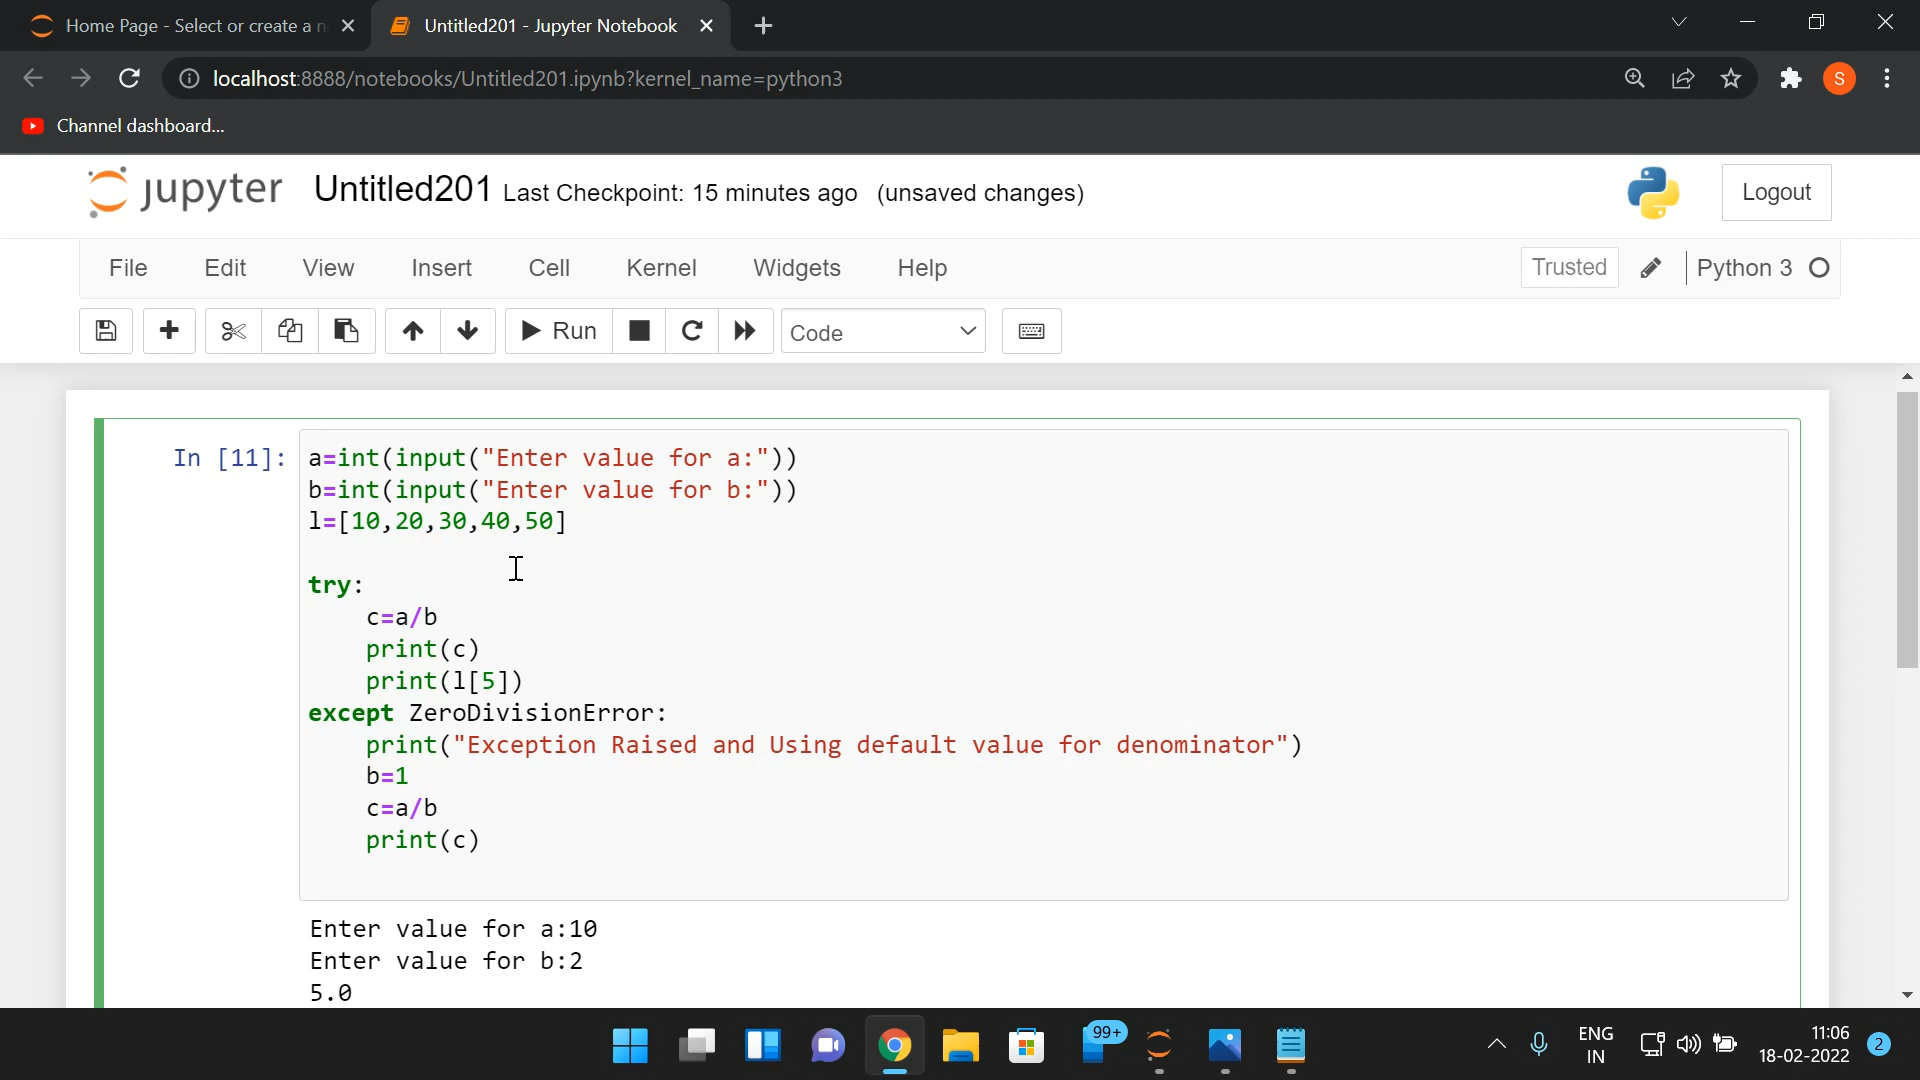 Home Page - Select or create a n
Untitled201 - Jupyter Notebook
localhost:8888/notebooks/Untitled201.ipynb?kernel_name=python3
S
Channel dashboard...
jupyter Untitled201 Last Checkpoint: 15 minutes ago (unsaved changes)
Logout
File Edit View Insert Cell Kernel Widgets Help
Trusted Python 3
Run Code
In [11]: a=int(input("Enter value for a:"))
b=int(input("Enter value for b:"))
l=[10,20,30,40,50]
try:
    c=a/b
    print(c)
    print(l[5])
except ZeroDivisionError:
    print("Exception Raised and Using default value for denominator")
    b=1
    c=a/b
    print(c)
Enter value for a:10
Enter value for b:2
5.0
99+
ENG
IN
11:06
18-02-2022
2